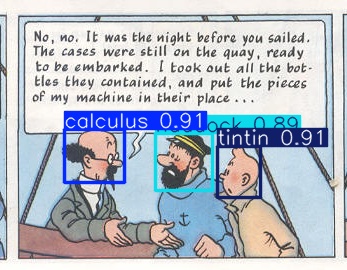 No, no. It was the night before you sailed.
The cases were still on the quay, ready
to be embarked. I took out all the bot-
tles they contained, and put the pieces
of my machine in their place ...
calculus 0.91
0.89
tintin 0.91